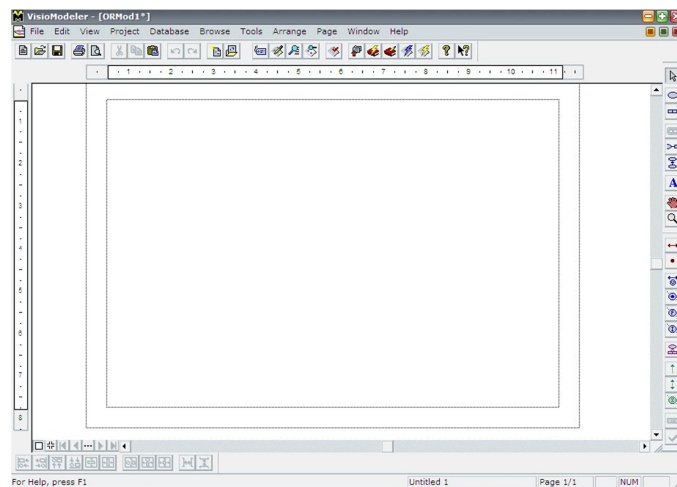 VisioModeler - [ORMod1*]
File Edit View Project Database Browse Tools Arrange Page Window Help
1 2 3 4 5 6 7 8 9 10 11
1
2
3
4
5
6
7
8
A
For Help, press F1 Untitled 1 Page 1/1 NUM